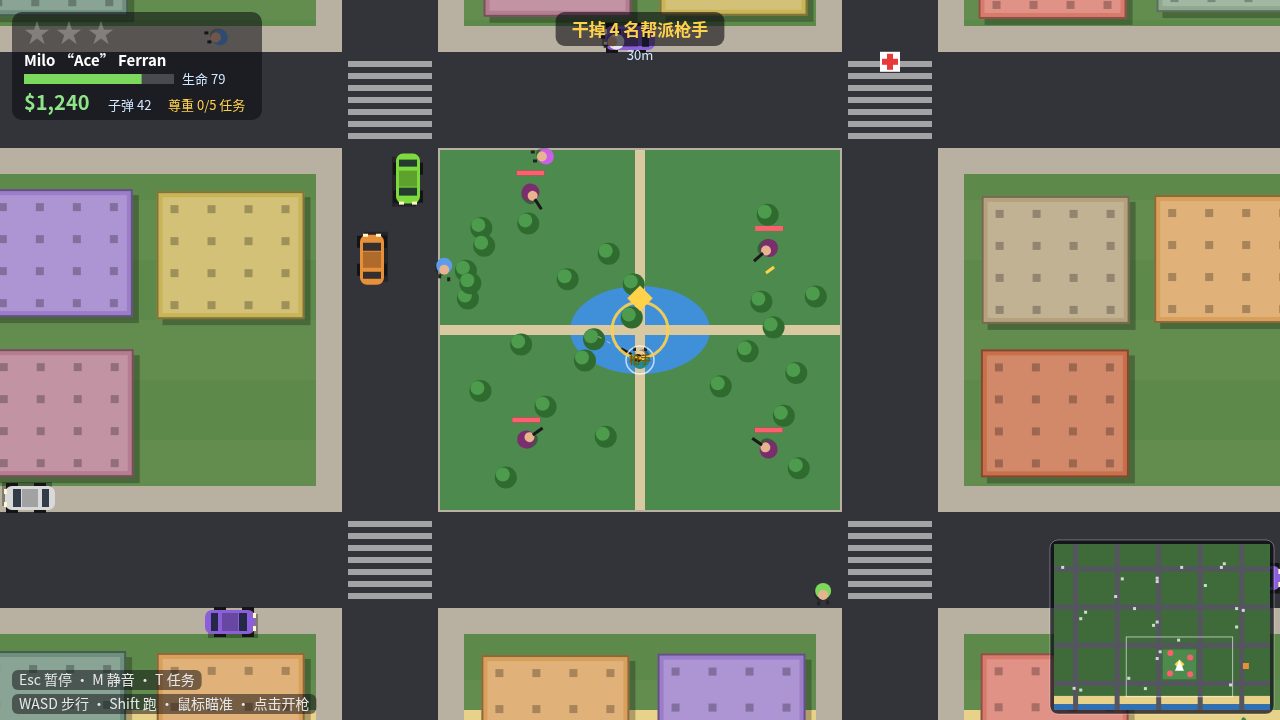 干掉 4 名帮派枪手
30m
Milo “Ace” Ferran
生命 79
$1,240 子弹 42 尊重 0/5 任务
Esc 暂停 · M 静音 · T 任务
WASD 步行 · Shift 跑 · 鼠标瞄准 · 点击开枪